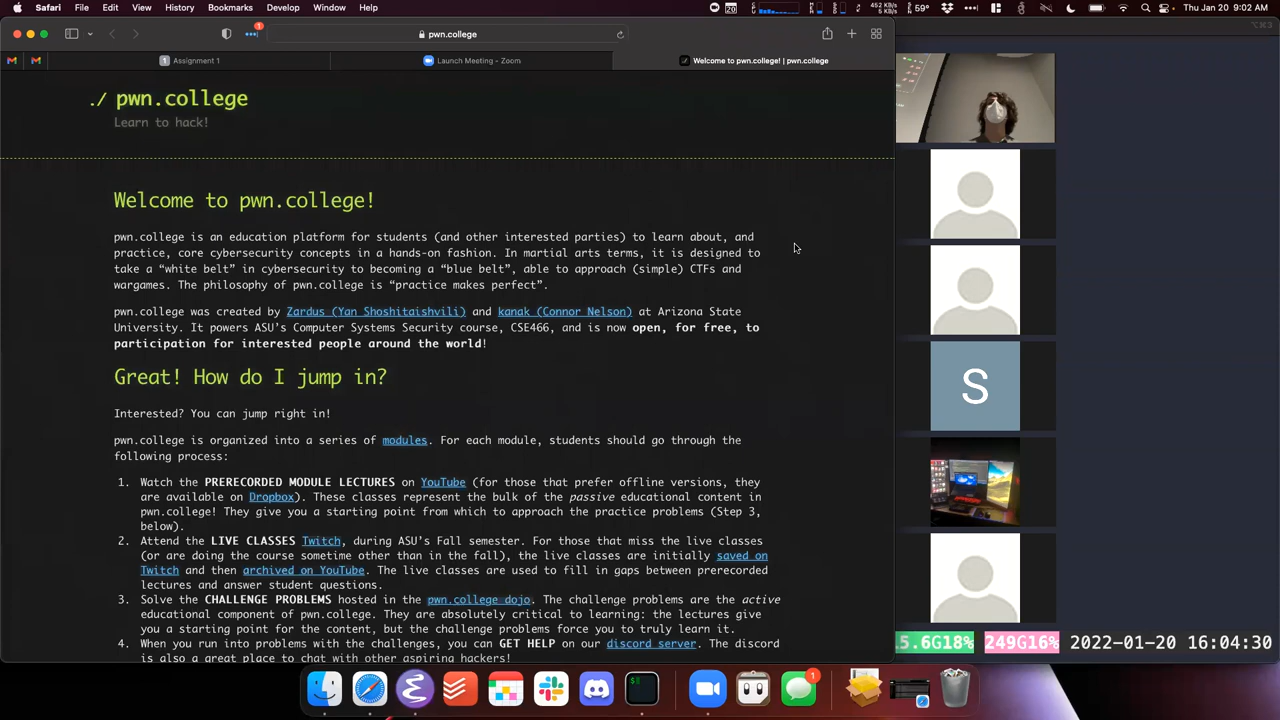 Safari File Edit View History Bookmarks Develop Window Help
20 452 KB/s 5 KB/s 59° Thu Jan 20 9:02 AM
1 pwn.college
1 Assignment 1 Launch Meeting - Zoom Welcome to pwn.college! | pwn.college
./ pwn.college
Learn to hack!
Welcome to pwn.college!
pwn.college is an education platform for students (and other interested parties) to learn about, and
practice, core cybersecurity concepts in a hands-on fashion. In martial arts terms, it is designed to
take a “white belt” in cybersecurity to becoming a “blue belt”, able to approach (simple) CTFs and
wargames. The philosophy of pwn.college is “practice makes perfect”.
pwn.college was created by Zardus (Yan Shoshitaishvili) and kanak (Connor Nelson) at Arizona State
University. It powers ASU’s Computer Systems Security course, CSE466, and is now open, for free, to
participation for interested people around the world!
Great! How do I jump in?
Interested? You can jump right in!
pwn.college is organized into a series of modules. For each module, students should go through the
following process:
1. Watch the PRERECORDED MODULE LECTURES on YouTube (for those that prefer offline versions, they
are available on Dropbox). These classes represent the bulk of the passive educational content in
pwn.college! They give you a starting point from which to approach the practice problems (Step 3,
below).
2. Attend the LIVE CLASSES Twitch, during ASU’s Fall semester. For those that miss the live classes
(or are doing the course sometime other than in the fall), the live classes are initially saved on
Twitch and then archived on YouTube. The live classes are used to fill in gaps between prerecorded
lectures and answer student questions.
3. Solve the CHALLENGE PROBLEMS hosted in the pwn.college dojo. The challenge problems are the active
educational component of pwn.college. They are absolutely critical to learning: the lectures give
you a starting point for the content, but the challenge problems force you to truly learn it.
4. When you run into problems with the challenges, you can GET HELP on our discord server. The discord
is also a great place to chat with other aspiring hackers!
S
5.6G18% 249G16% 2022-01-20 16:04:30
1